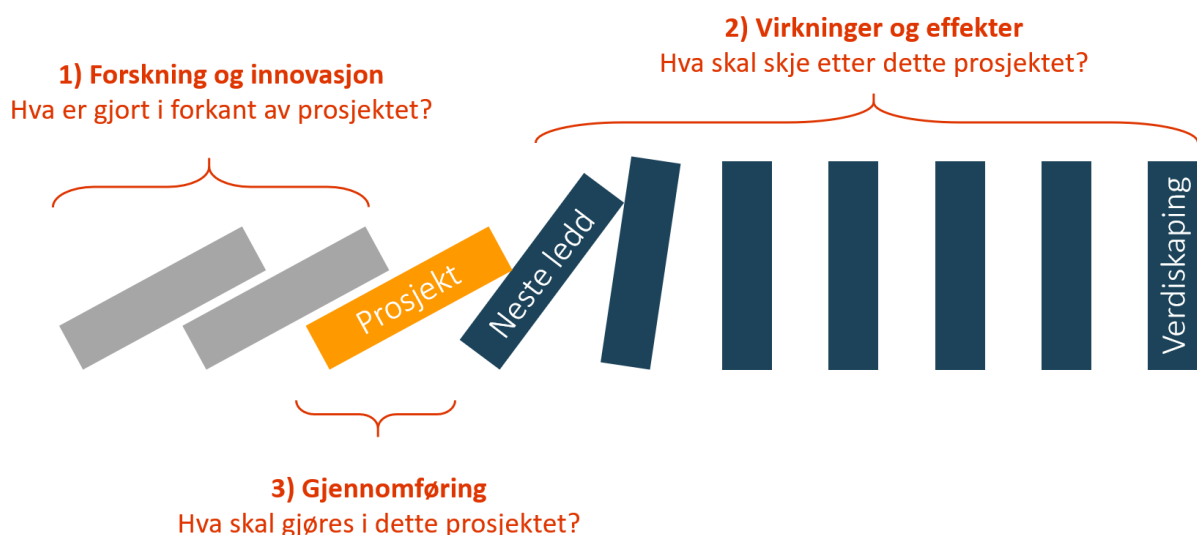 1) Forskning og innovasjon
Hva er gjort i forkant av prosjektet?
2) Virkninger og effekter
Hva skal skje etter dette prosjektet?
Prosjekt
Neste ledd
Verdiskaping
3) Gjennomføring
Hva skal gjøres i dette prosjektet?